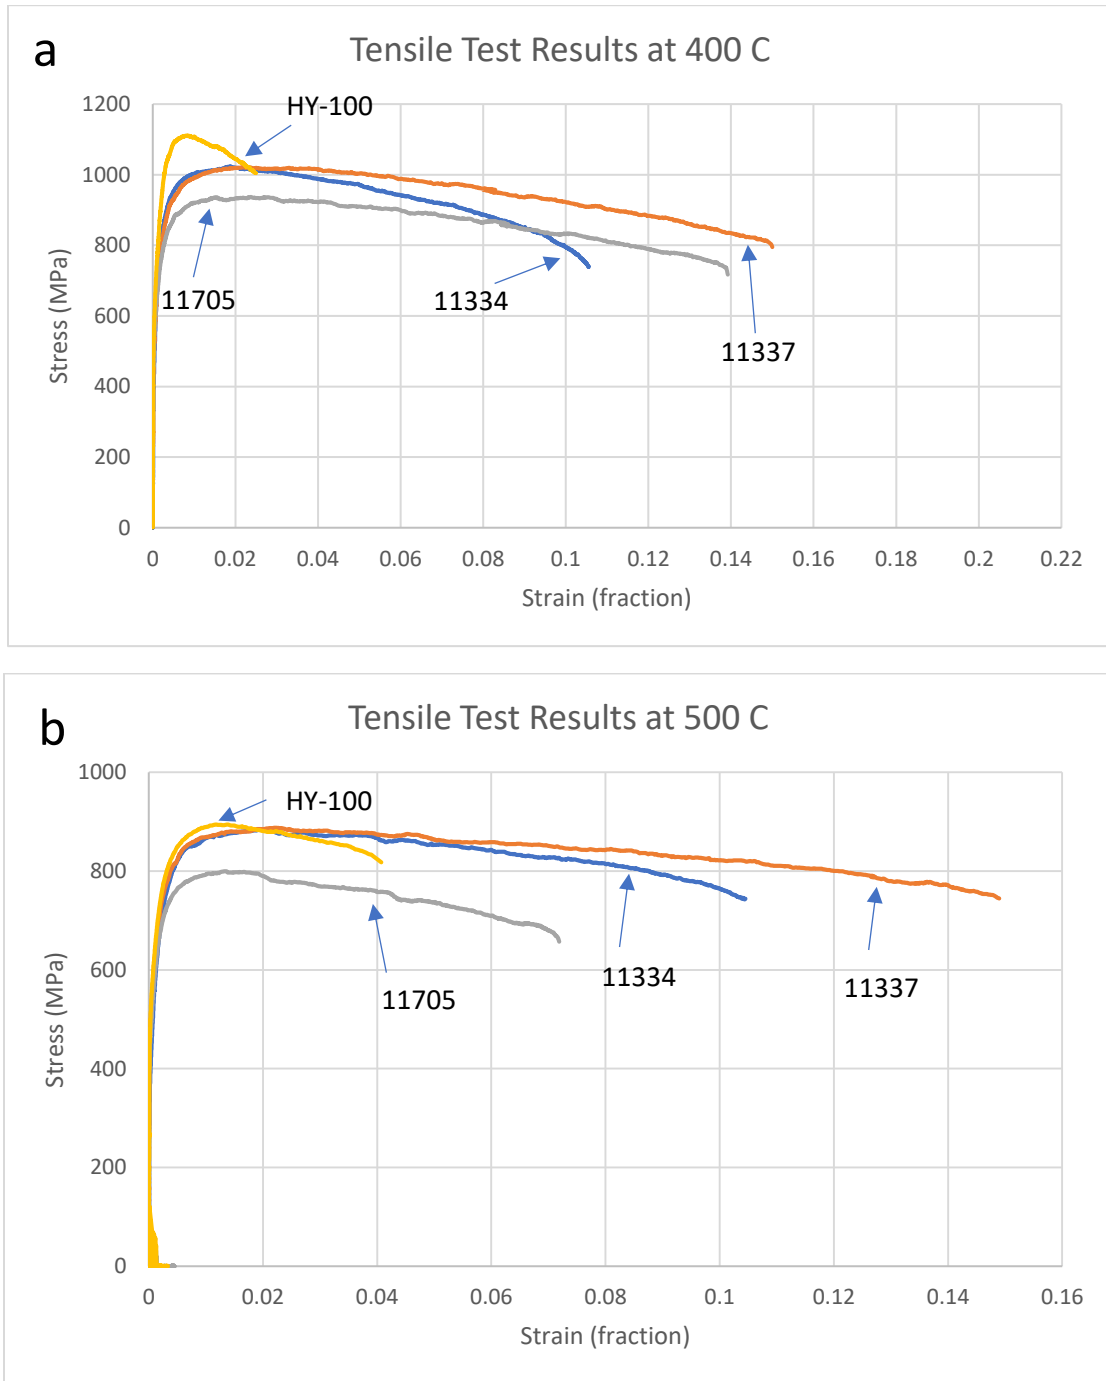 a
Tensile Test Results at 400 C
HY-100
1200
1000
800
600
400
200
0
Stress (MPa)
11705
11334
11337
0 0.02 0.04 0.06 0.08 0.1 0.12 0.14 0.16 0.18 0.2 0.22
Strain (fraction)
b
Tensile Test Results at 500 C
HY-100
1000
800
600
400
200
0
Stress (MPa)
11705
11334
11337
0 0.02 0.04 0.06 0.08 0.1 0.12 0.14 0.16
Strain (fraction)